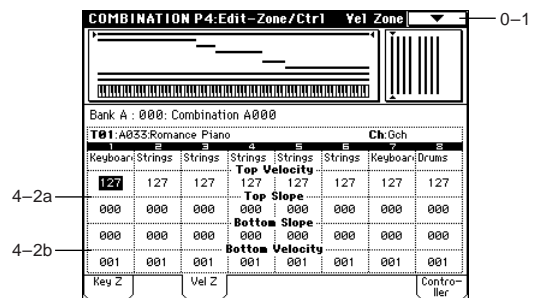 COMBINATION P4:Edit-Zone/Ctrl Vel Zone
0–1
Bank A : 000: Combination A000
T01:A033:Romance Piano Ch:Gch
1 2 3 4 5 6 7 8
Keyboar Strings Strings Strings Strings Strings Keyboar Drums
Top Velocity
127 127 127 127 127 127 127 127
4–2a
Top Slope
000 000 000 000 000 000 000 000
Bottom Slope
000 000 000 000 000 000 000 000
4–2b
Bottom Velocity
001 001 001 001 001 001 001 001
Key Z Vel Z Contro-
ller